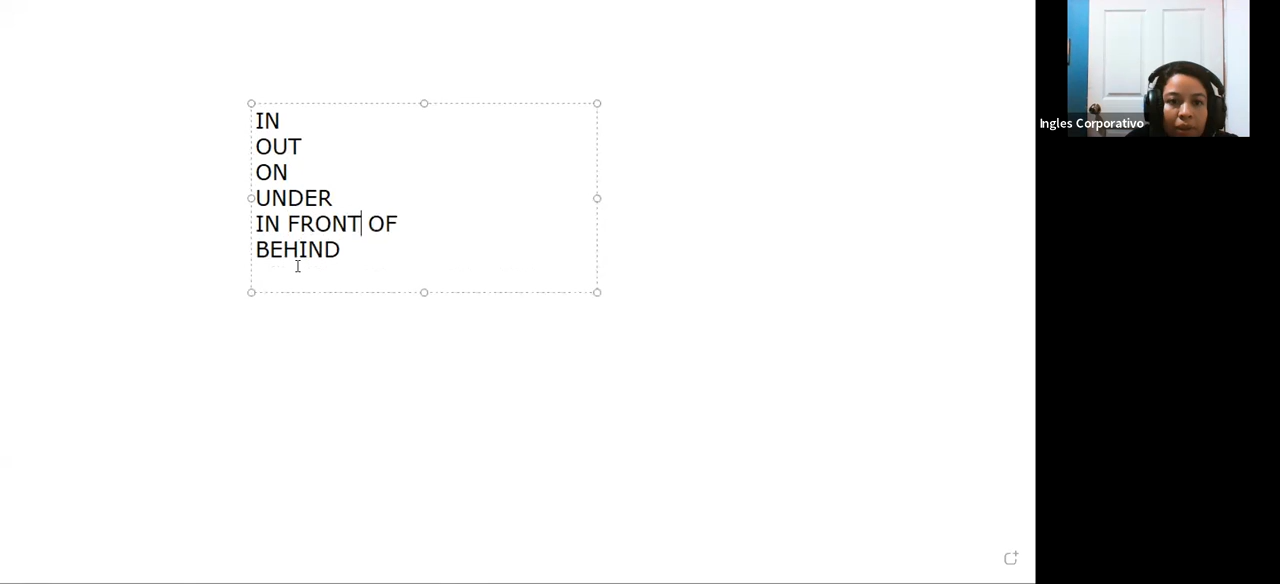 IN
OUT
ON
UNDER
IN FRONT OF
BEHIND
Ingles Corporativo